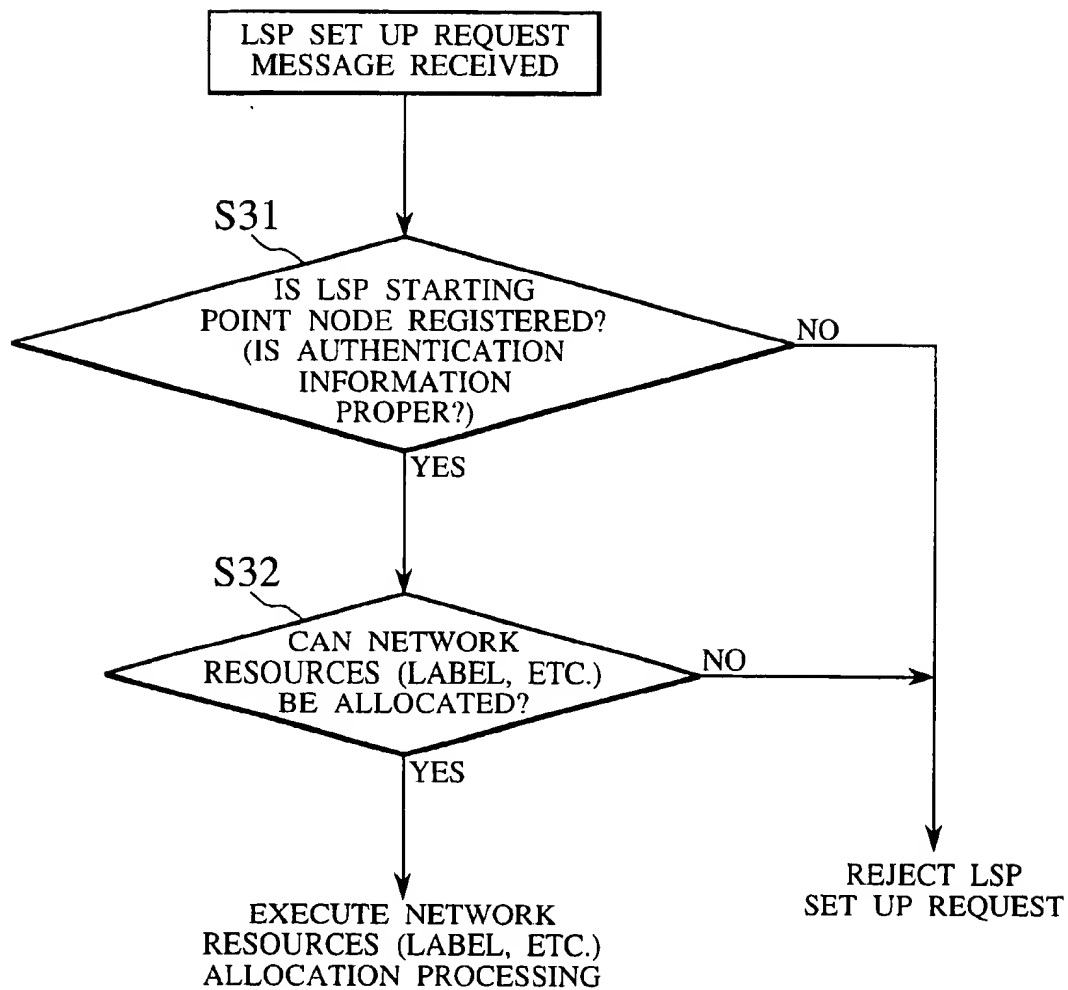 LSP SET UP REQUEST
MESSAGE RECEIVED
S31
IS LSP STARTING
POINT NODE REGISTERED?
(IS AUTHENTICATION
INFORMATION
PROPER?)
NO
YES
S32
CAN NETWORK
RESOURCES (LABEL, ETC.)
BE ALLOCATED?
NO
YES
REJECT LSP
SET UP REQUEST
EXECUTE NETWORK
RESOURCES (LABEL, ETC.)
ALLOCATION PROCESSING